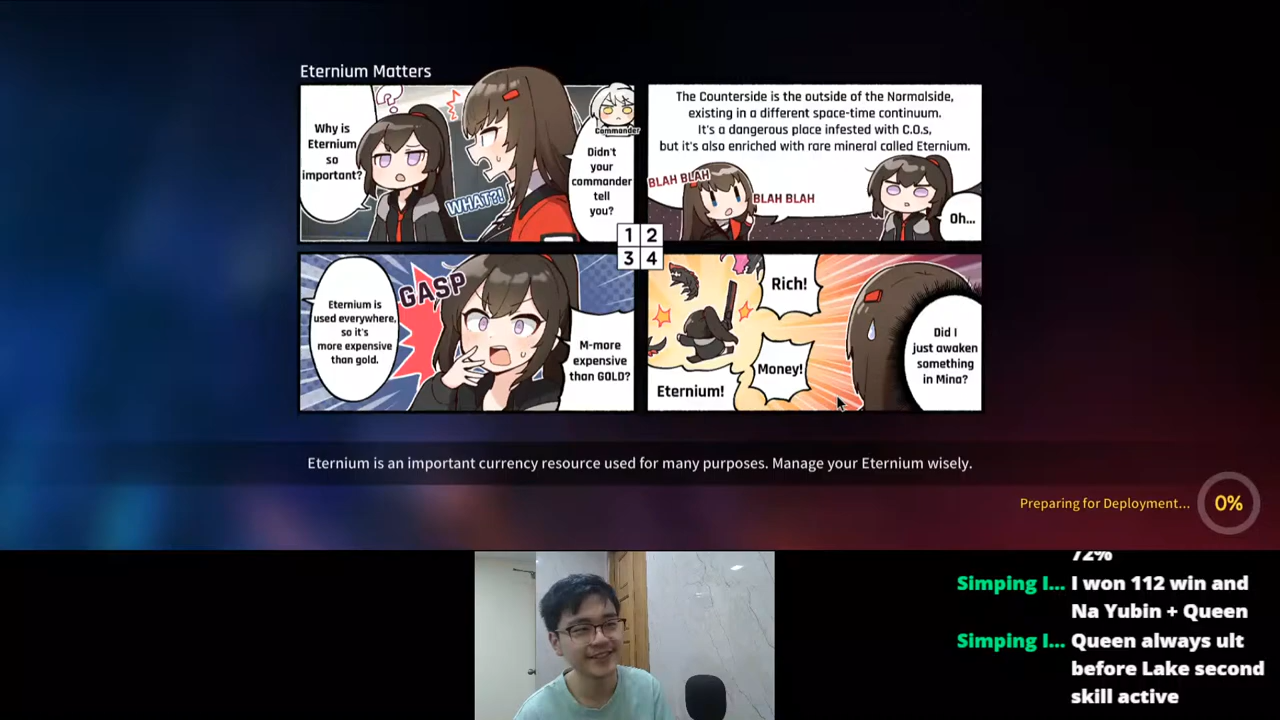 Eternium Matters
Why is
Eternium
so
important?
?
WHAT?!
Commander
Didn't
your
commander
tell
you?
The Counterside is the outside of the Normalside,
existing in a different space-time continuum.
It's a dangerous place infested with C.O.s,
but it's also enriched with rare mineral called Eternium.
BLAH BLAH
BLAH BLAH
Oh...
1 2
3 4
Eternium is
used everywhere,
so it's
more expensive
than gold.
GASP
M-more
expensive
than GOLD?
Rich!
Money!
Eternium!
Did I
just awaken
something
in Mina?
Eternium is an important currency resource used for many purposes. Manage your Eternium wisely.
Preparing for Deployment...
0%
72%
Simping I... I won 112 win and
Na Yubin + Queen
Simping I... Queen always ult
before Lake second
skill active